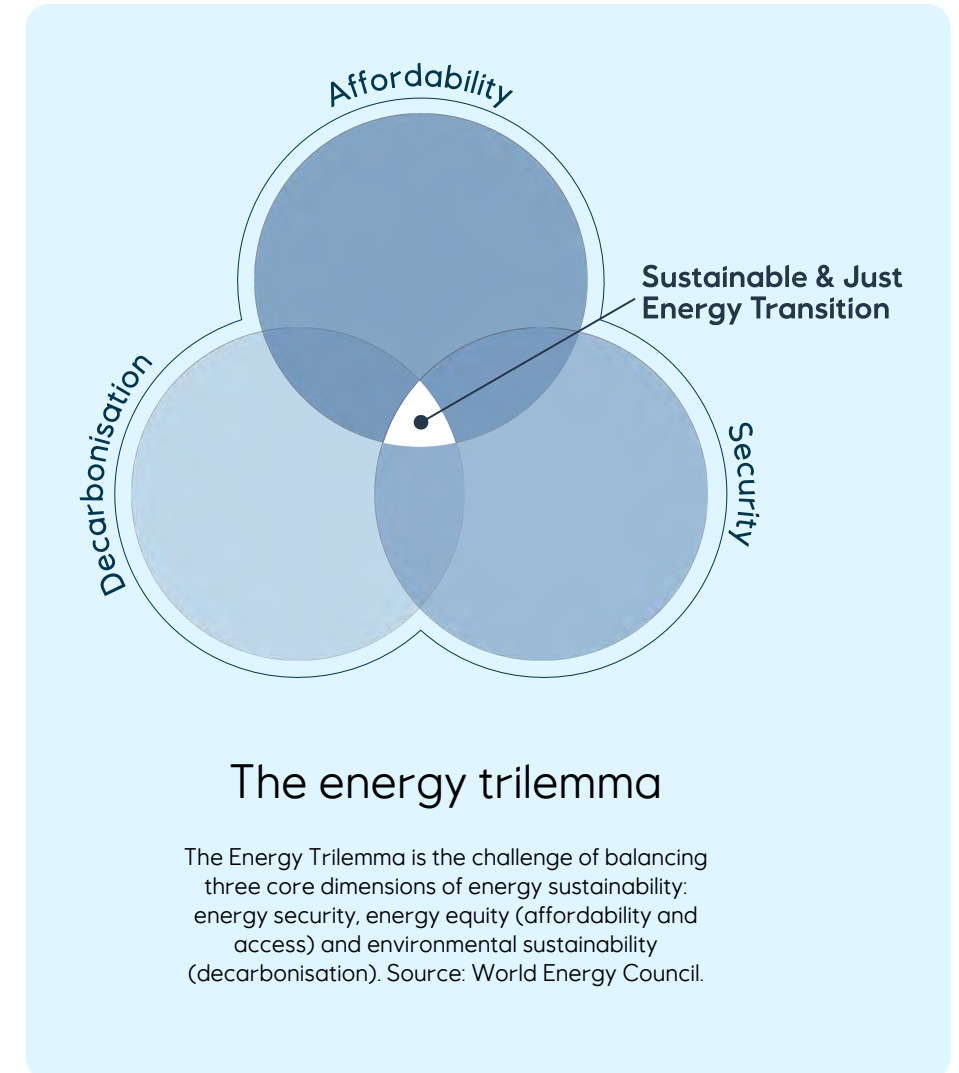 Affordability
Sustainable & Just
Energy Transition
Decarbonisation
Security
The energy trilemma
The Energy Trilemma is the challenge of balancing
three core dimensions of energy sustainability:
energy security, energy equity (affordability and
access) and environmental sustainability
(decarbonisation). Source: World Energy Council.